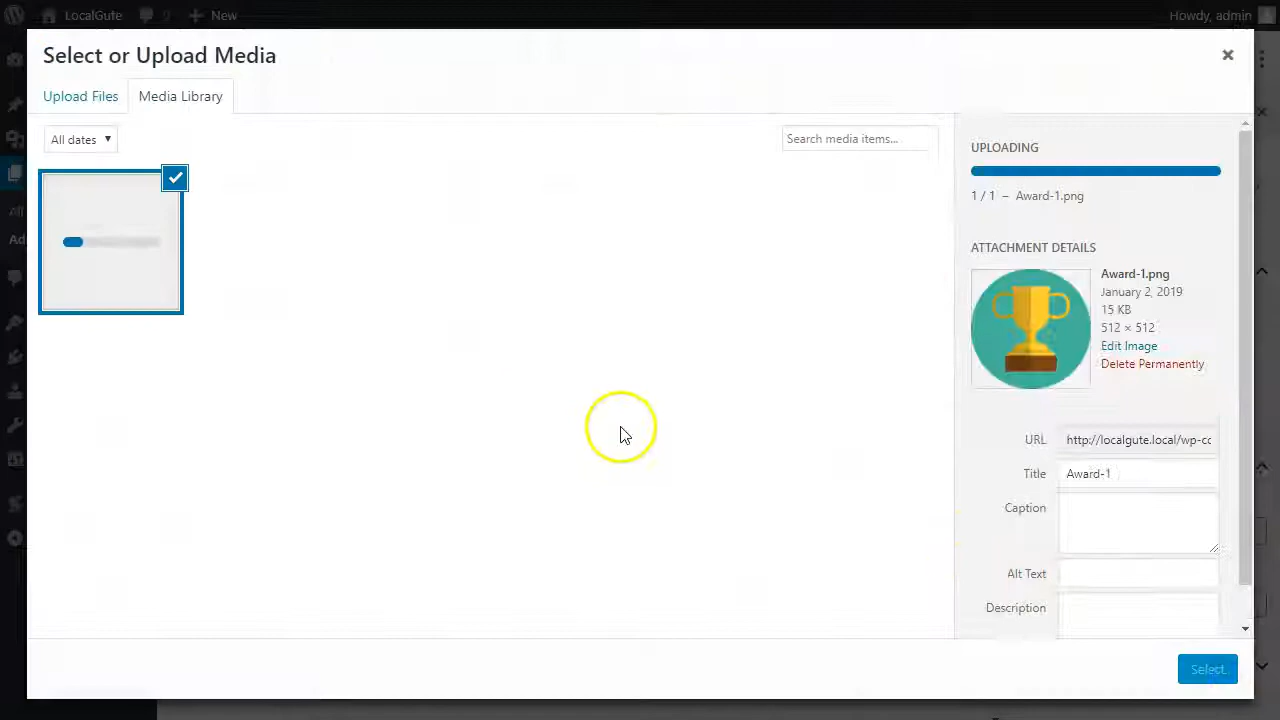 LocalGute
New
Howdy, admin
Select or Upload Media
Upload Files
Media Library
All dates
Search media items...
UPLOADING
1 / 1 – Award-1.png
ATTACHMENT DETAILS
Award-1.png
January 2, 2019
15 KB
512 × 512
Edit Image
Delete Permanently
URL
http://localgute.local/wp-cc
Title
Award-1
Caption
Alt Text
Description
Select